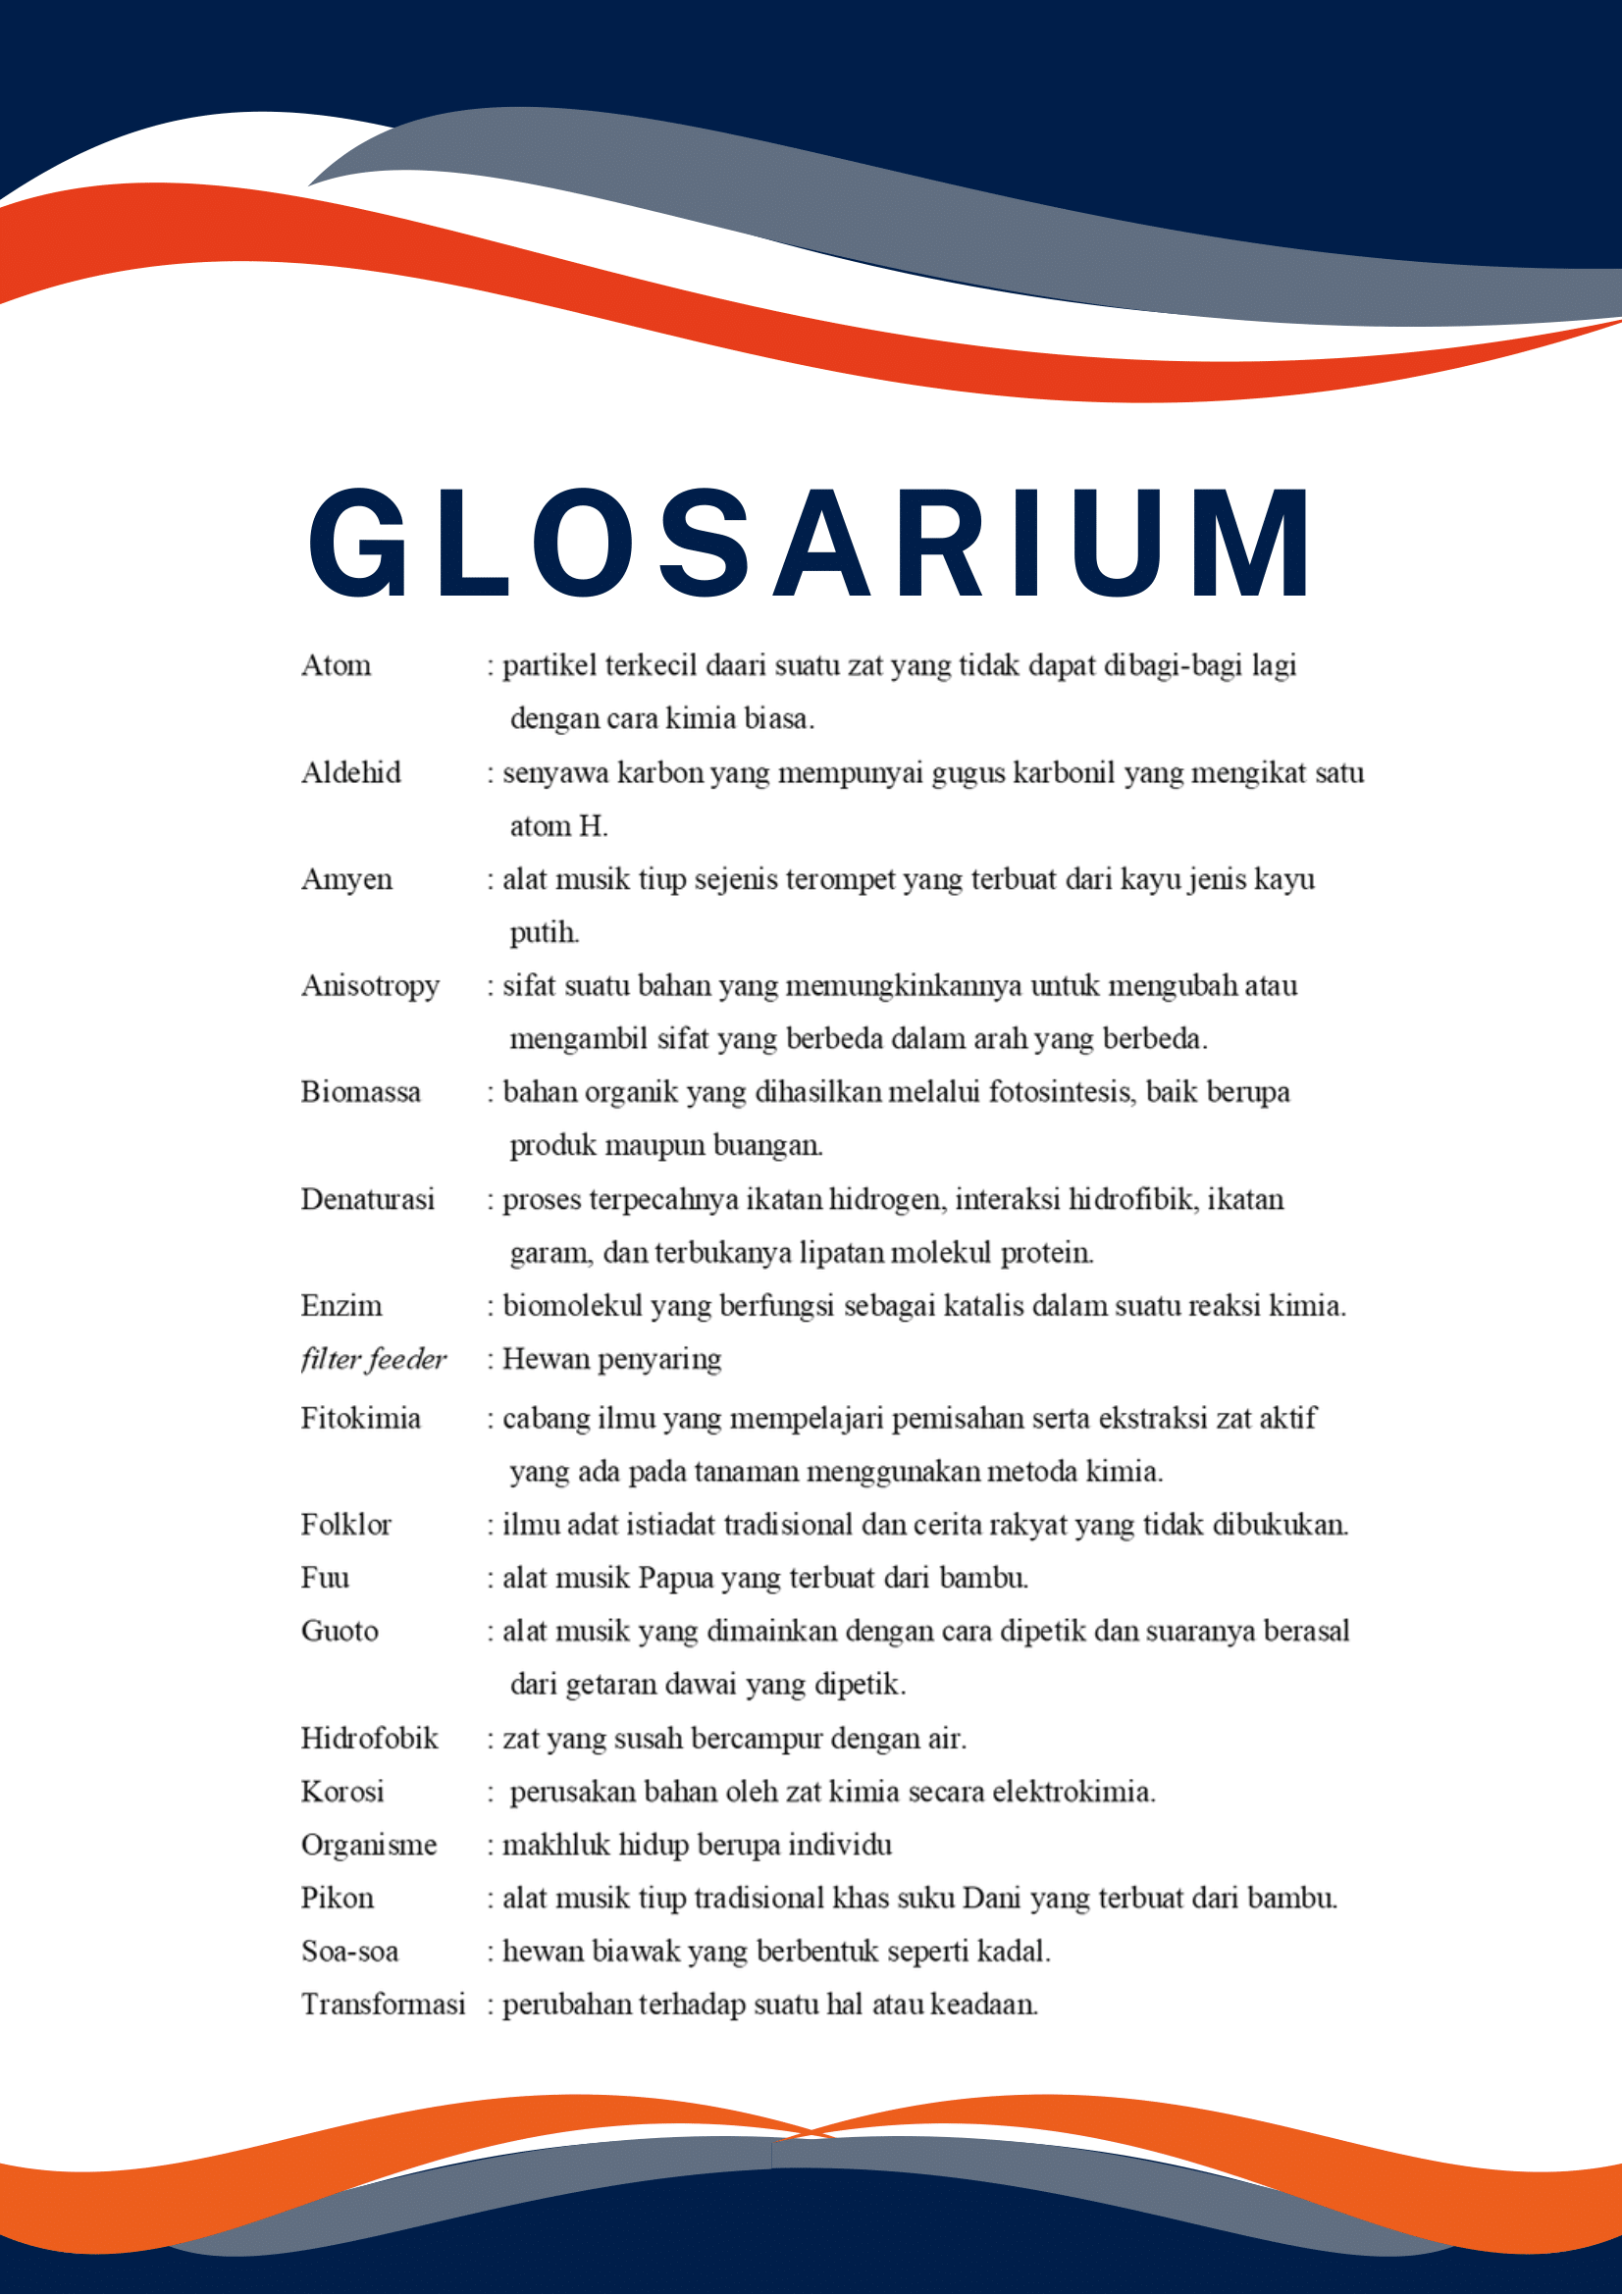 GLOSARIUM
Atom : partikel terkecil daari suatu zat yang tidak dapat dibagi-bagi lagi
dengan cara kimia biasa.
Aldehid : senyawa karbon yang mempunyai gugus karbonil yang mengikat satu
atom H.
Amyen : alat musik tiup sejenis terompet yang terbuat dari kayu jenis kayu
putih.
Anisotropy : sifat suatu bahan yang memungkinkannya untuk mengubah atau
mengambil sifat yang berbeda dalam arah yang berbeda.
Biomassa : bahan organik yang dihasilkan melalui fotosintesis, baik berupa
produk maupun buangan.
Denaturasi : proses terpecahnya ikatan hidrogen, interaksi hidrofibik, ikatan
garam, dan terbukanya lipatan molekul protein.
Enzim : biomolekul yang berfungsi sebagai katalis dalam suatu reaksi kimia.
filter feeder : Hewan penyaring
Fitokimia : cabang ilmu yang mempelajari pemisahan serta ekstraksi zat aktif
yang ada pada tanaman menggunakan metoda kimia.
Folklor : ilmu adat istiadat tradisional dan cerita rakyat yang tidak dibukukan.
Fuu : alat musik Papua yang terbuat dari bambu.
Guoto : alat musik yang dimainkan dengan cara dipetik dan suaranya berasal
dari getaran dawai yang dipetik.
Hidrofobik : zat yang susah bercampur dengan air.
Korosi : perusakan bahan oleh zat kimia secara elektrokimia.
Organisme : makhluk hidup berupa individu
Pikon : alat musik tiup tradisional khas suku Dani yang terbuat dari bambu.
Soa-soa : hewan biawak yang berbentuk seperti kadal.
Transformasi : perubahan terhadap suatu hal atau keadaan.